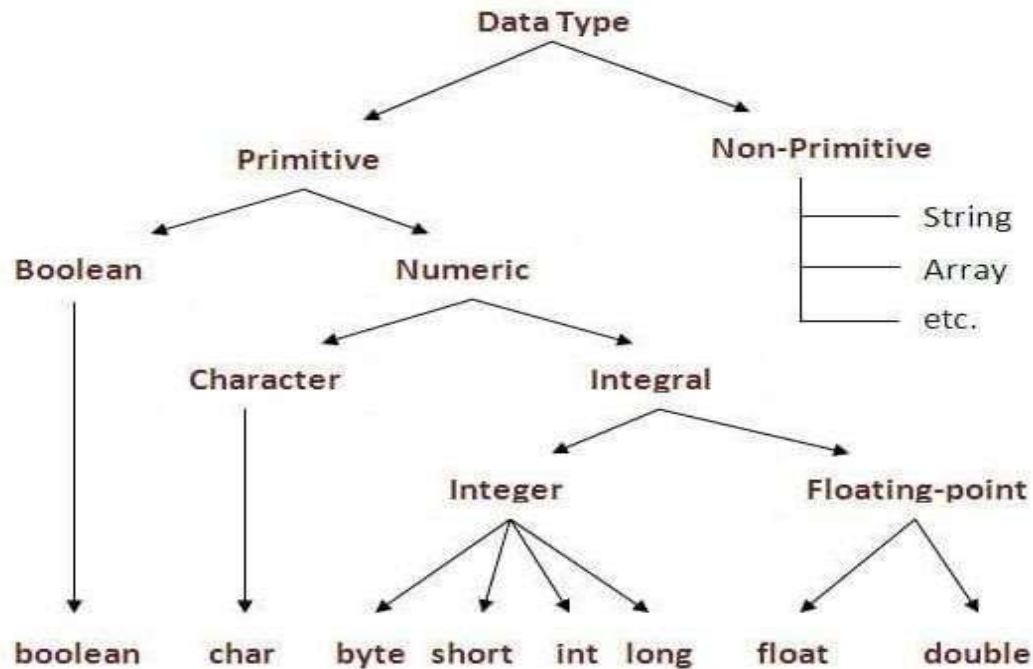 Data Type
Primitive
Non-Primitive
String
Array
etc.
Boolean
Numeric
Character
Integral
Integer
Floating-point
boolean char byte short int long float double